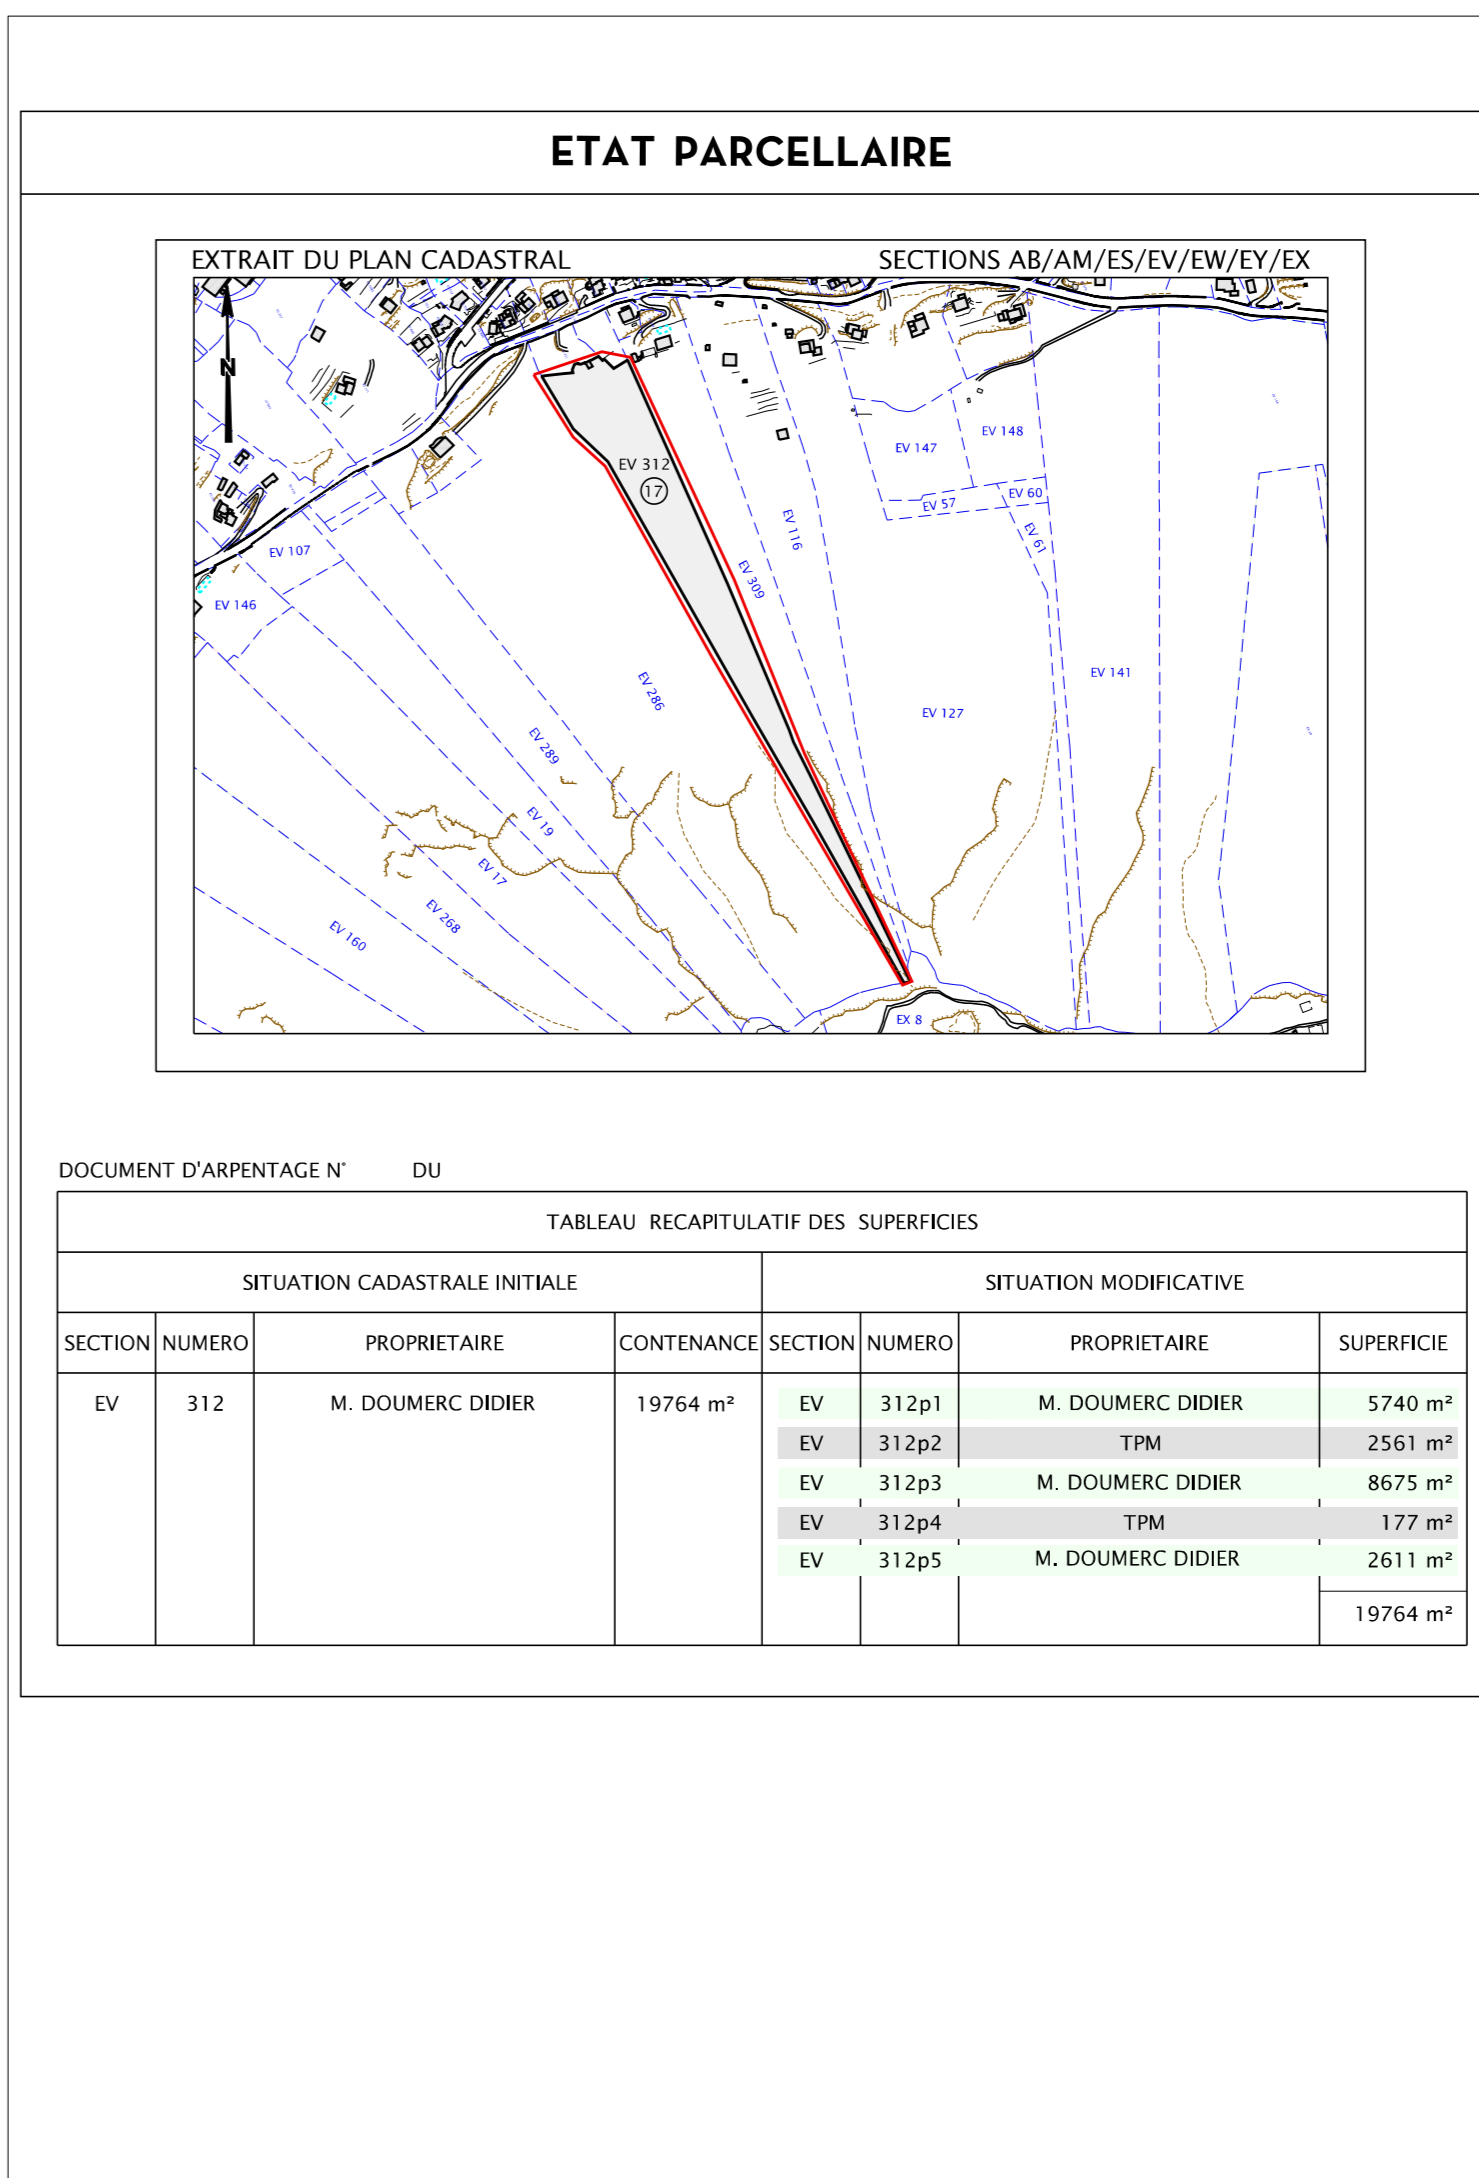 ETAT PARCELLAIRE
EXTRAIT DU PLAN CADASTRAL SECTIONS AB/AM/ES/EV/EW/EY/EX
N
EV 312
17
EV 147
EV 148
EV 57
EV 60
EV 61
EV 116
EV 309
EV 107
EV 146
EV 141
EV 127
EV 286
EV 289
EV 19
EV 17
EV 268
EV 160
EX 8
DOCUMENT D'ARPENTAGE N° DU
TABLEAU RECAPITULATIF DES SUPERFICIES
SITUATION CADASTRALE INITIALE SITUATION MODIFICATIVE
SECTION NUMERO PROPRIETAIRE CONTENANCE SECTION NUMERO PROPRIETAIRE SUPERFICIE
EV 312 M. DOUMERC DIDIER 19764 m² EV 312p1 M. DOUMERC DIDIER 5740 m²
EV 312p2 TPM 2561 m²
EV 312p3 M. DOUMERC DIDIER 8675 m²
EV 312p4 TPM 177 m²
EV 312p5 M. DOUMERC DIDIER 2611 m²
19764 m²